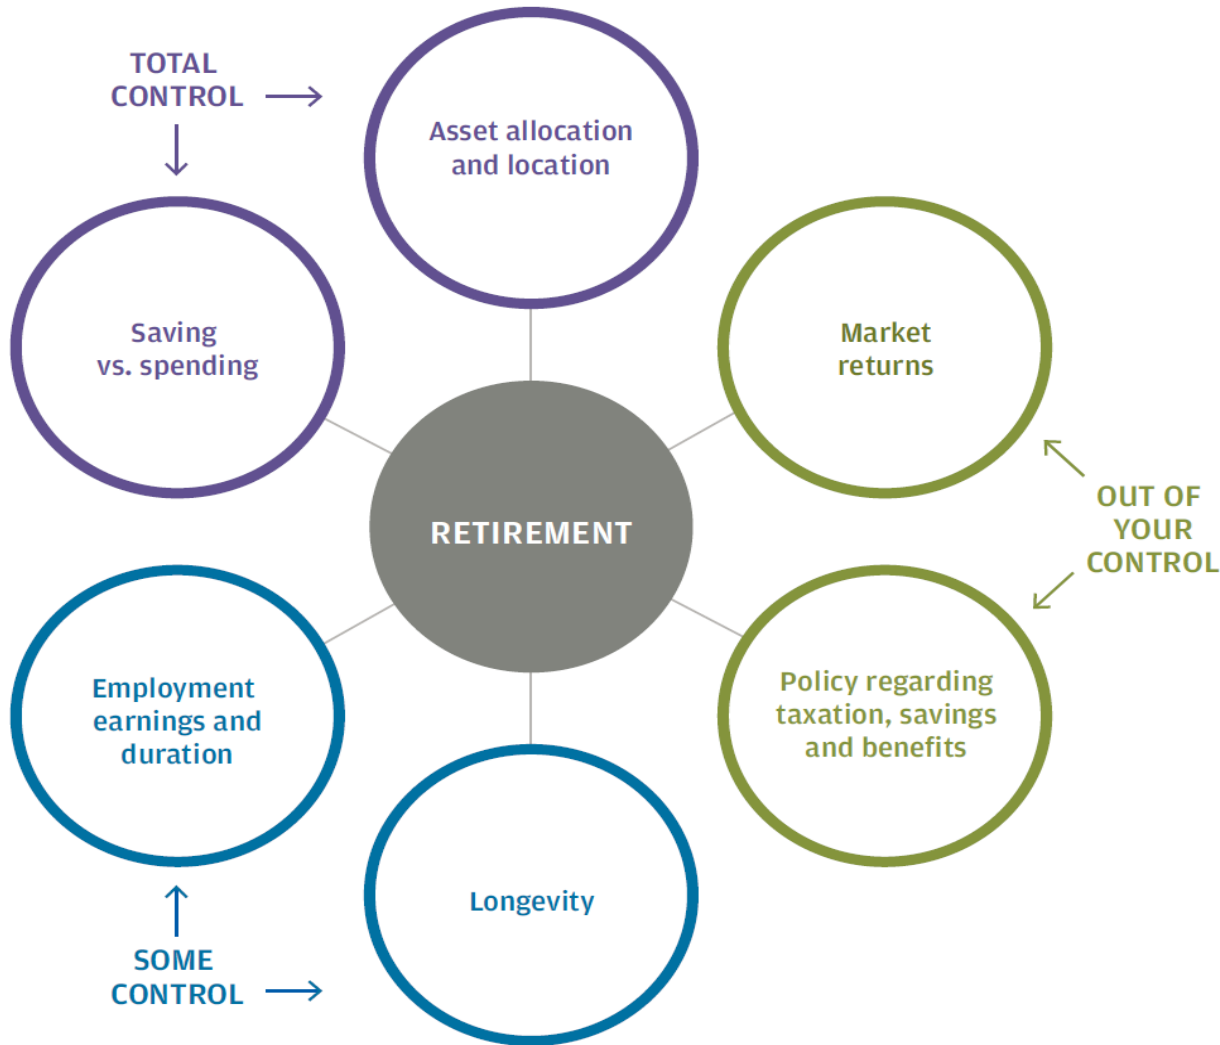 TOTAL
CONTROL
Asset allocation
and location
Saving
vs. spending
Market
returns
OUT OF
YOUR
CONTROL
RETIREMENT
Employment
earnings and
duration
Policy regarding
taxation, savings
and benefits
Longevity
SOME
CONTROL